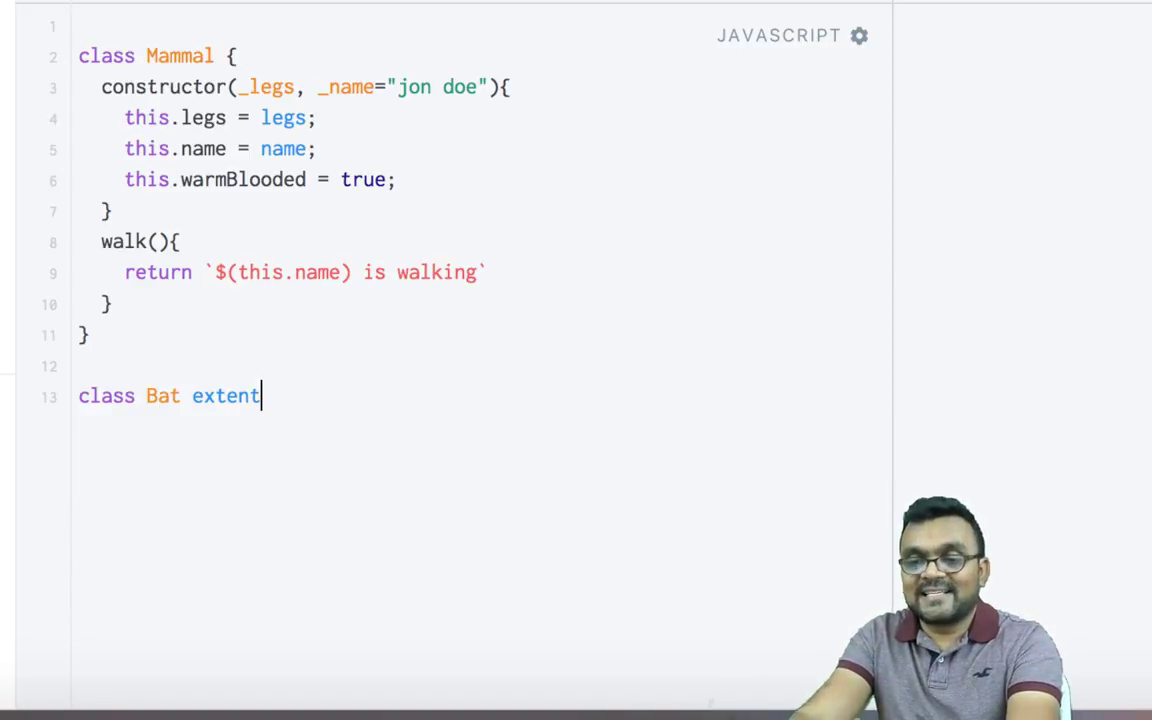 JAVASCRIPT
1
2 class Mammal {
3 constructor(_legs, _name="jon doe"){
4 this.legs = legs;
5 this.name = name;
6 this.warmBlooded = true;
7 }
8 walk(){
9 return `$(this.name) is walking`
10 }
11 }
12
13 class Bat extent